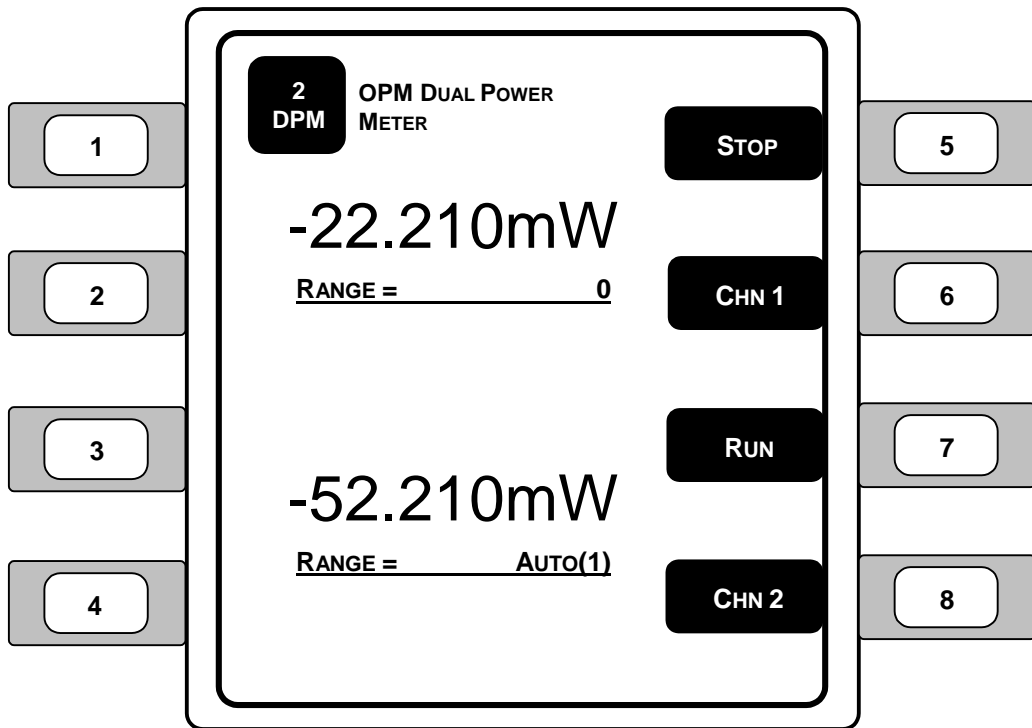 2
DPM
OPM DUAL POWER
METER
1
STOP
5
-22.210mW
2
RANGE = 0
CHN 1
6
3
RUN
7
-52.210mW
RANGE = AUTO(1)
4
CHN 2
8